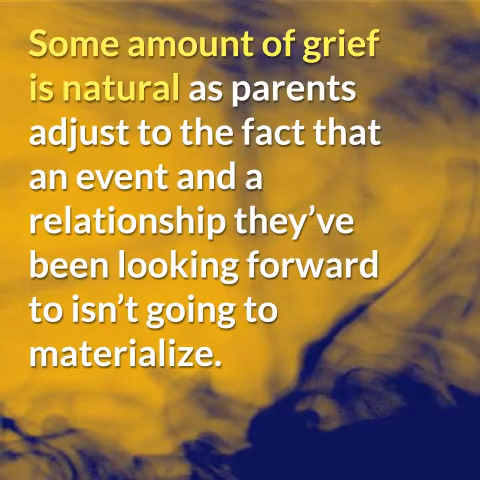 Some amount of grief
is natural as parents
adjust to the fact that
an event and a
relationship they’ve
been looking forward
to isn’t going to
materialize.